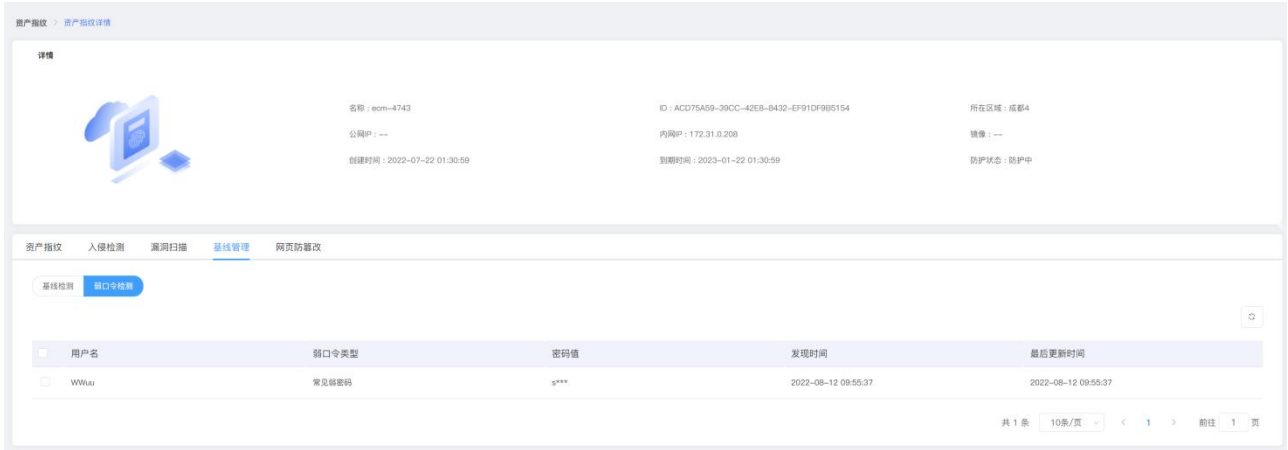 资产指纹 > 资产指纹详情
详情
名称：ecm-4743 ID：ACD75A59-39CC-42E8-8432-EF91DF9B5154 所在区域：成都4
公网IP：-- 内网IP：172.31.0.208 镜像：--
创建时间：2022-07-22 01:30:59 到期时间：2023-01-22 01:30:59 防护状态：防护中
资产指纹 入侵检测 漏洞扫描 基线管理 网页防篡改
基线检测 弱口令检测
用户名 弱口令类型 密码值 发现时间 最后更新时间
WWuu 常见弱密码 s*** 2022-08-12 09:55:37 2022-08-12 09:55:37
共 1 条 10条/页 < 1 > 前往 1 页